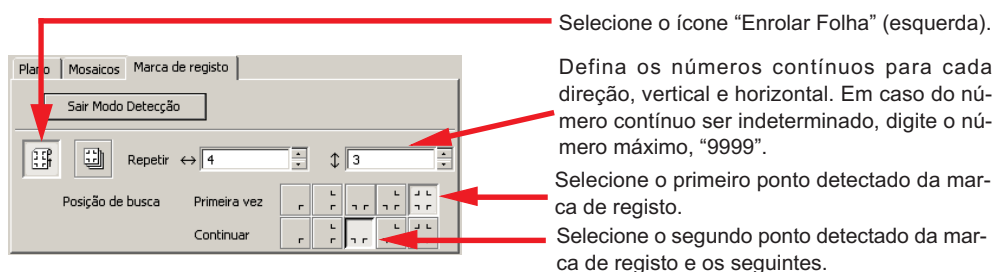 Selecione o ícone “Enrolar Folha” (esquerda).
Plano Mosaicos Marca de registo
Sair Modo Detecção
Defina os números contínuos para cada
direção, vertical e horizontal. Em caso do nú-
mero contínuo ser indeterminado, digite o nú-
mero máximo, “9999”.
Repetir 4 3
Posição de busca Primeira vez
Selecione o primeiro ponto detectado da mar-
ca de registo.
Continuar
Selecione o segundo ponto detectado da mar-
ca de registo e os seguintes.